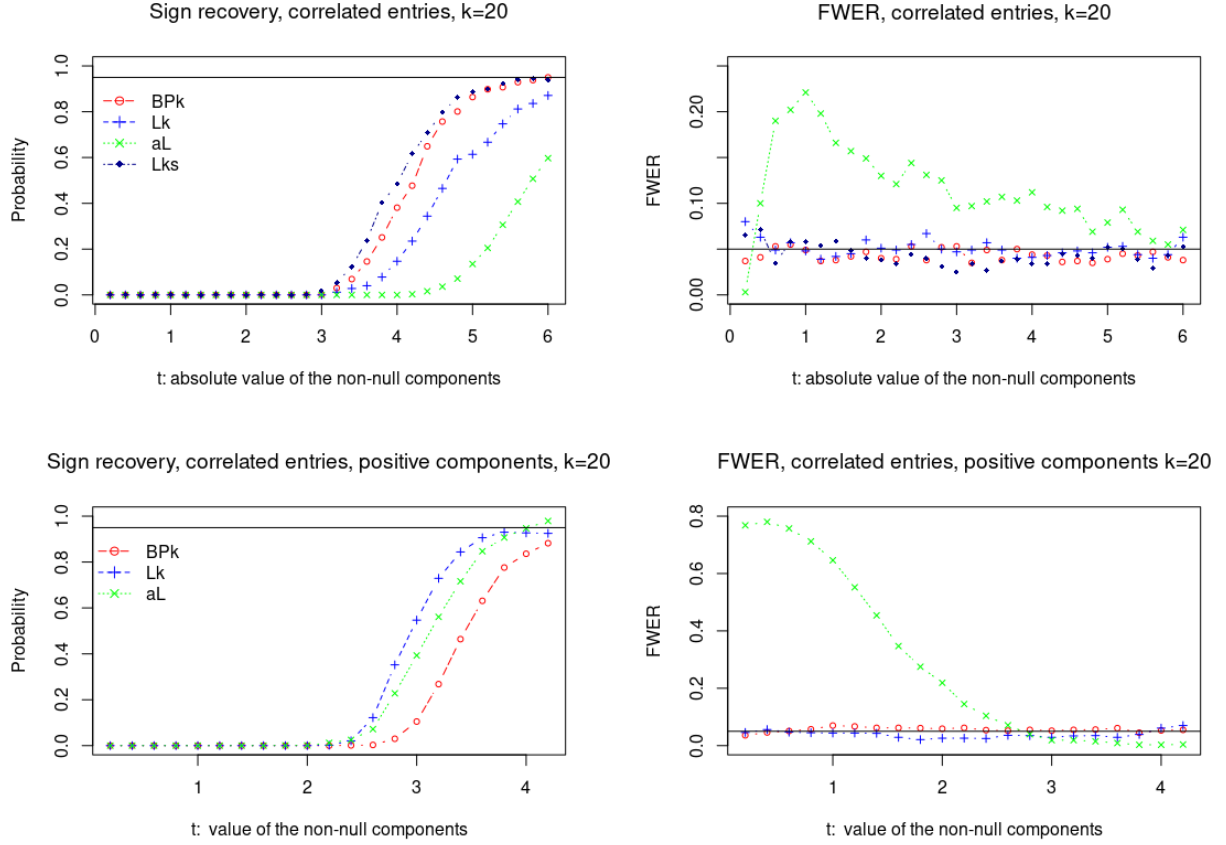 Sign recovery, correlated entries, k=20
Probability
1.0
0.8
0.6
0.4
0.2
0.0
BPk
Lk
aL
Lks
0 1 2 3 4 5 6
t: absolute value of the non-null components
FWER, correlated entries, k=20
FWER
0.20
0.10
0.00
0 1 2 3 4 5 6
t: absolute value of the non-null components
Sign recovery, correlated entries, positive components, k=20
Probability
1.0
0.8
0.6
0.4
0.2
0.0
BPk
Lk
aL
1 2 3 4
t: value of the non-null components
FWER, correlated entries, positive components k=20
FWER
0.8
0.6
0.4
0.2
0.0
1 2 3 4
t: value of the non-null components